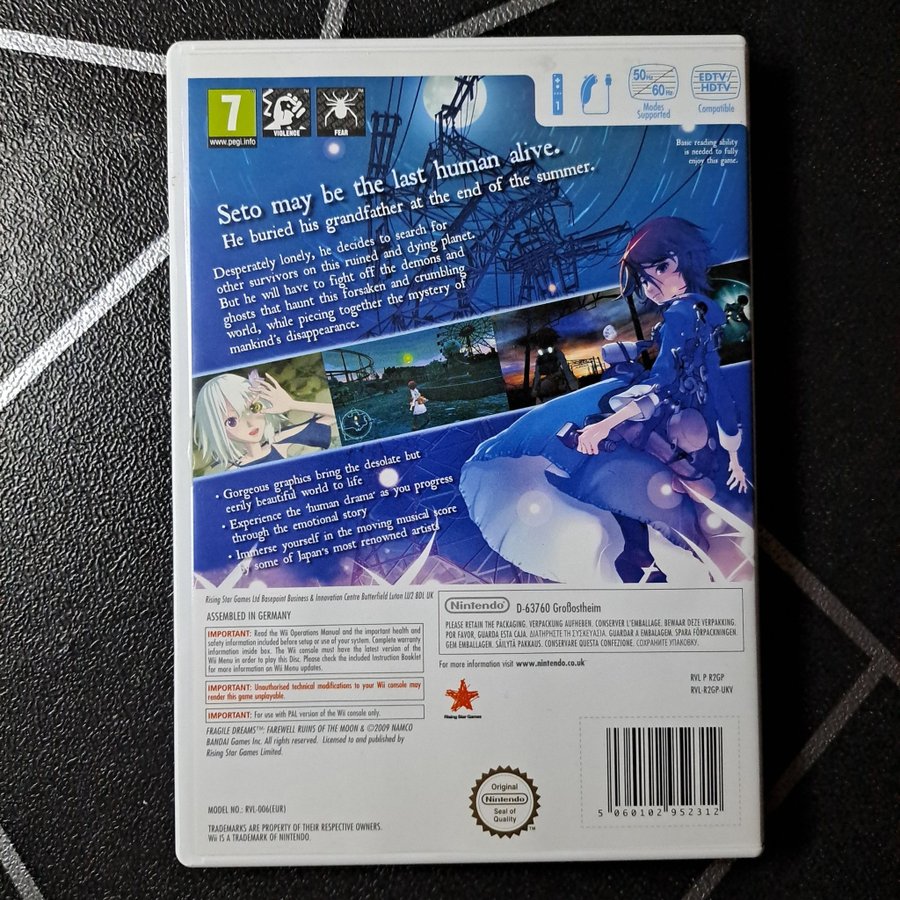 7
www.pegi.info
VIOLENCE
FEAR
1
50Hz
60Hz
Modes
Supported
EDTV/
HDTV
Compatible
Basic reading ability
is needed to fully
enjoy this game.
Seto may be the last human alive.
He buried his grandfather at the end of the summer.
Desperately lonely, he decides to search for
other survivors on this ruined and dying planet.
But he will have to fight off the demons and
ghosts that haunt this forsaken and crumbling
world, while piecing together the mystery of
mankind's disappearance.
• Gorgeous graphics bring the desolate but
eerily beautiful world to life
• Experience the 'human drama' as you progress
through the emotional story
• Immerse yourself in the moving musical score
by some of Japan's most renowned artists
Rising Star Games Ltd Basepoint Business & Innovation Centre Butterfield Luton LU2 8DL UK
ASSEMBLED IN GERMANY
IMPORTANT: Read the Wii Operations Manual and the important health and
safety information included before setup or use of your system. Complete warranty
information inside box. The Wii console must have the latest version of the
Wii Menu in order to play this Disc. Please check the included Instruction Booklet
for more information on Wii Menu updates.
IMPORTANT: Unauthorised technical modifications to your Wii console may
render this game unplayable.
IMPORTANT: For use with PAL version of the Wii console only.
FRAGILE DREAMS™: FAREWELL RUINS OF THE MOON & ©2009 NAMCO
BANDAI Games Inc. All rights reserved. Licensed to and published by
Rising Star Games Limited.
MODEL NO.: RVL-006(EUR)
TRADEMARKS ARE PROPERTY OF THEIR RESPECTIVE OWNERS.
Wii IS A TRADEMARK OF NINTENDO.
Nintendo D-63760 Großostheim
PLEASE RETAIN THE PACKAGING. VERPACKUNG AUFHEBEN. CONSERVER L'EMBALLAGE. BEWAAR DEZE VERPAKKING.
POR FAVOR, GUARDA ESTA CAJA. ΔΙΑΤΗΡΗΣΤΕ ΤΗ ΣΥΣΚΕΥΑΣΙΑ. GUARDAR A EMBALAGEM. SPARA FÖRPACKNINGEN.
GEM EMBALLAGEN. SÄILYTÄ PAKKAUS. CONSERVARE QUESTA CONFEZIONE. СОХРАНИТЕ УПАКОВКУ.
For more information visit www.nintendo.co.uk
RVL P R2GP
RVL-R2GP-UKV
Rising Star Games
Original
Nintendo
Seal of
Quality
TM
5 060102 952312